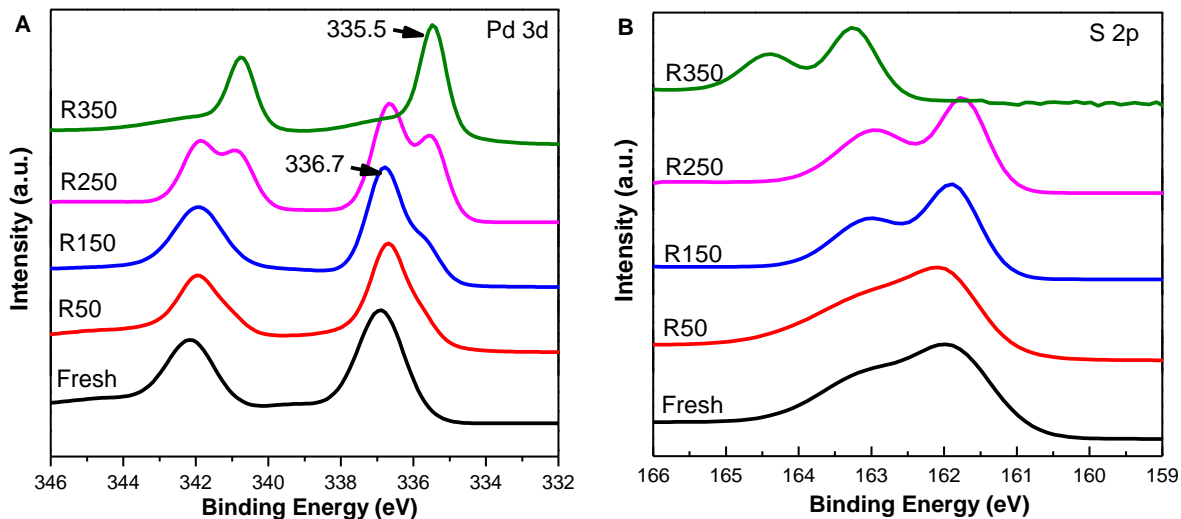 A
Pd 3d
335.5
336.7
R350
R250
R150
R50
Fresh
Intensity (a.u.)
346 344 342 340 338 336 334 332
Binding Energy (eV)
B
S 2p
R350
R250
R150
R50
Fresh
Intensity (a.u.)
166 165 164 163 162 161 160 159
Binding Energy (eV)